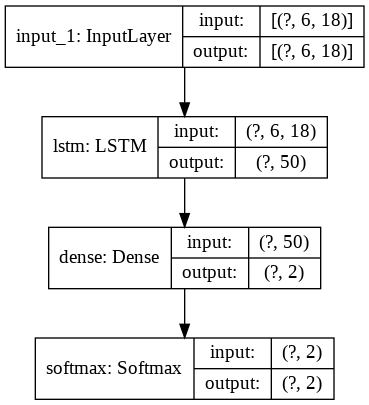 input_1: InputLayer input: [(?, 6, 18)]
output: [(?, 6, 18)]
lstm: LSTM input: (?, 6, 18)
output: (?, 50)
dense: Dense input: (?, 50)
output: (?, 2)
softmax: Softmax input: (?, 2)
output: (?, 2)